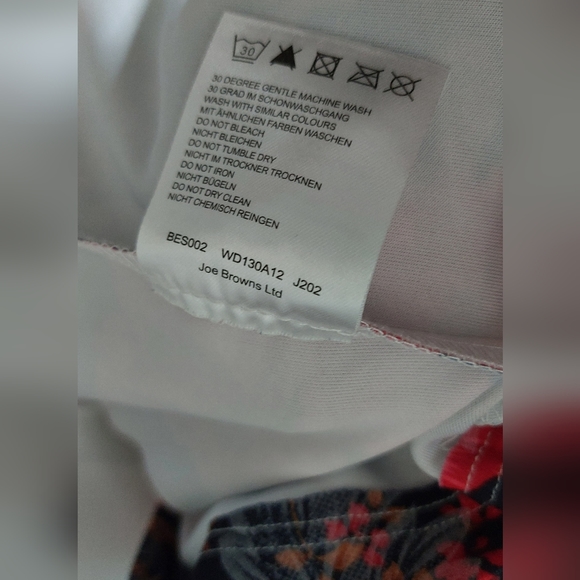 30
30 DEGREE GENTLE MACHINE WASH
30 GRAD IM SCHONWASCHGANG
WASH WITH SIMILAR COLOURS
MIT ÄHNLICHEN FARBEN WASCHEN
DO NOT BLEACH
NICHT BLEICHEN
DO NOT TUMBLE DRY
NICHT IM TROCKNER TROCKNEN
DO NOT IRON
NICHT BÜGELN
DO NOT DRY CLEAN
NICHT CHEMISCH REINGEN
BES002 WD130A12 J202
Joe Browns Ltd